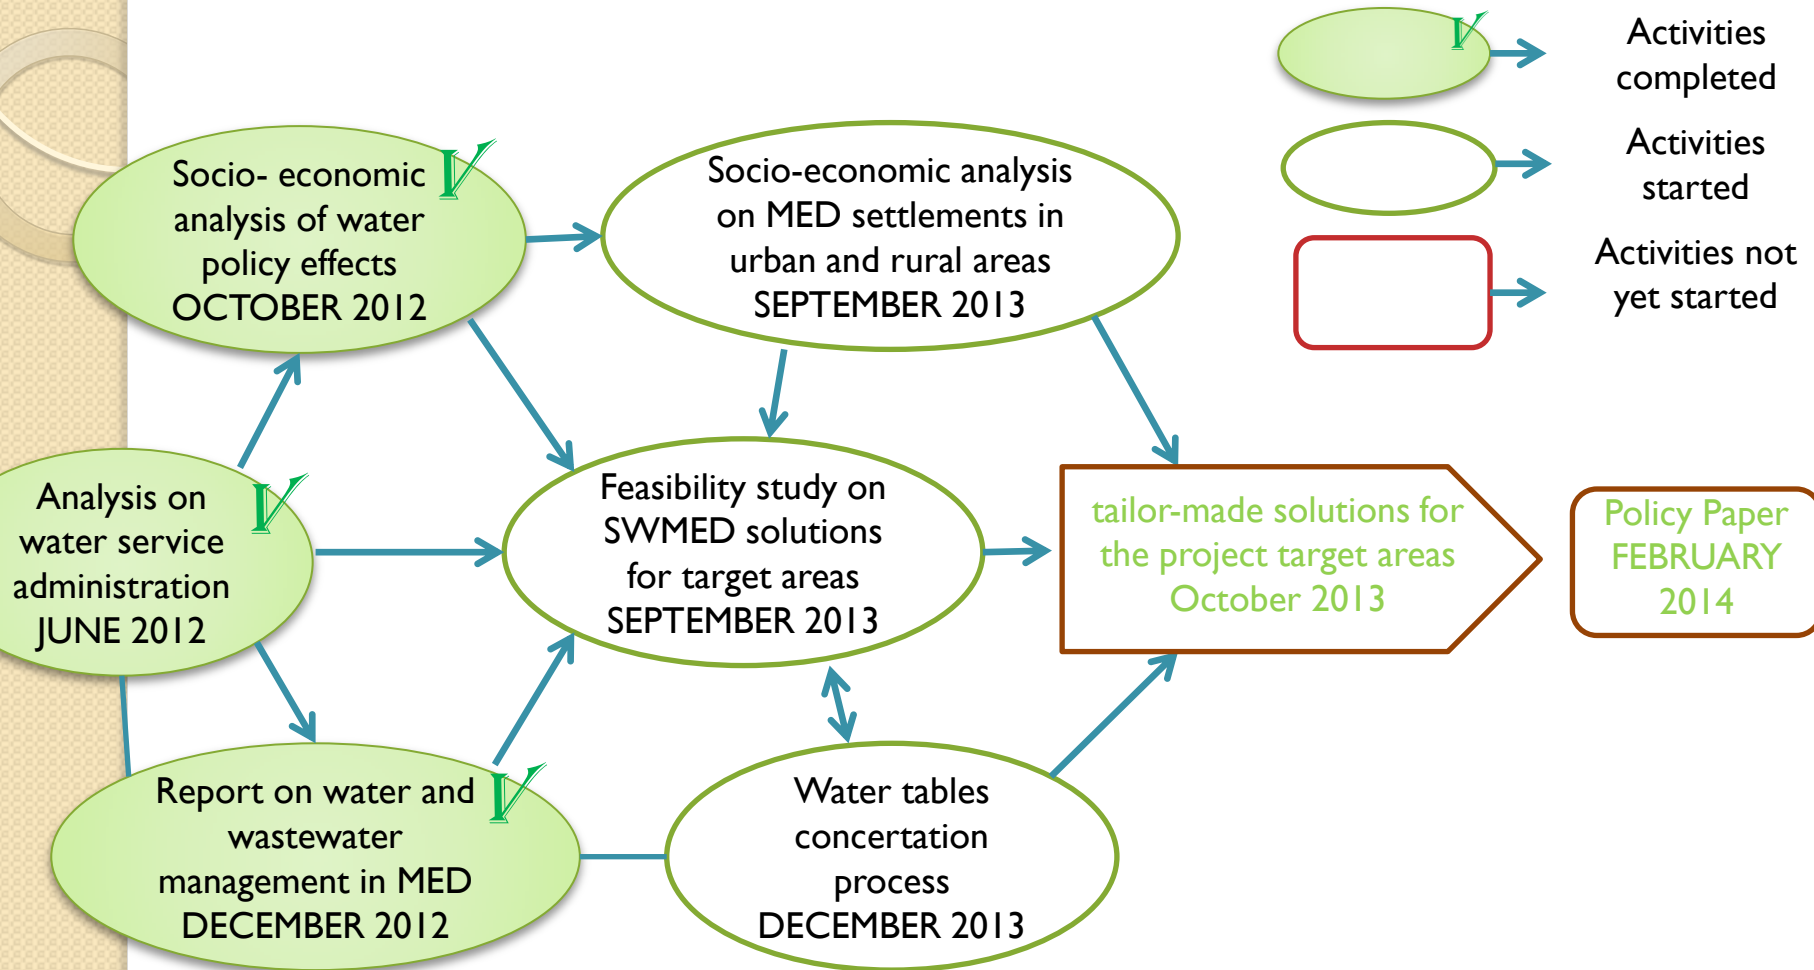 Activities
completed
Activities
started
Activities not
yet started
Socio- economic
analysis of water
policy effects
OCTOBER 2012
Socio-economic analysis
on MED settlements in
urban and rural areas
SEPTEMBER 2013
Analysis on
water service
administration
JUNE 2012
Feasibility study on
SWMED solutions
for target areas
SEPTEMBER 2013
tailor-made solutions for
the project target areas
October 2013
Policy Paper
FEBRUARY
2014
Report on water and
wastewater
management in MED
DECEMBER 2012
Water tables
concertation
process
DECEMBER 2013